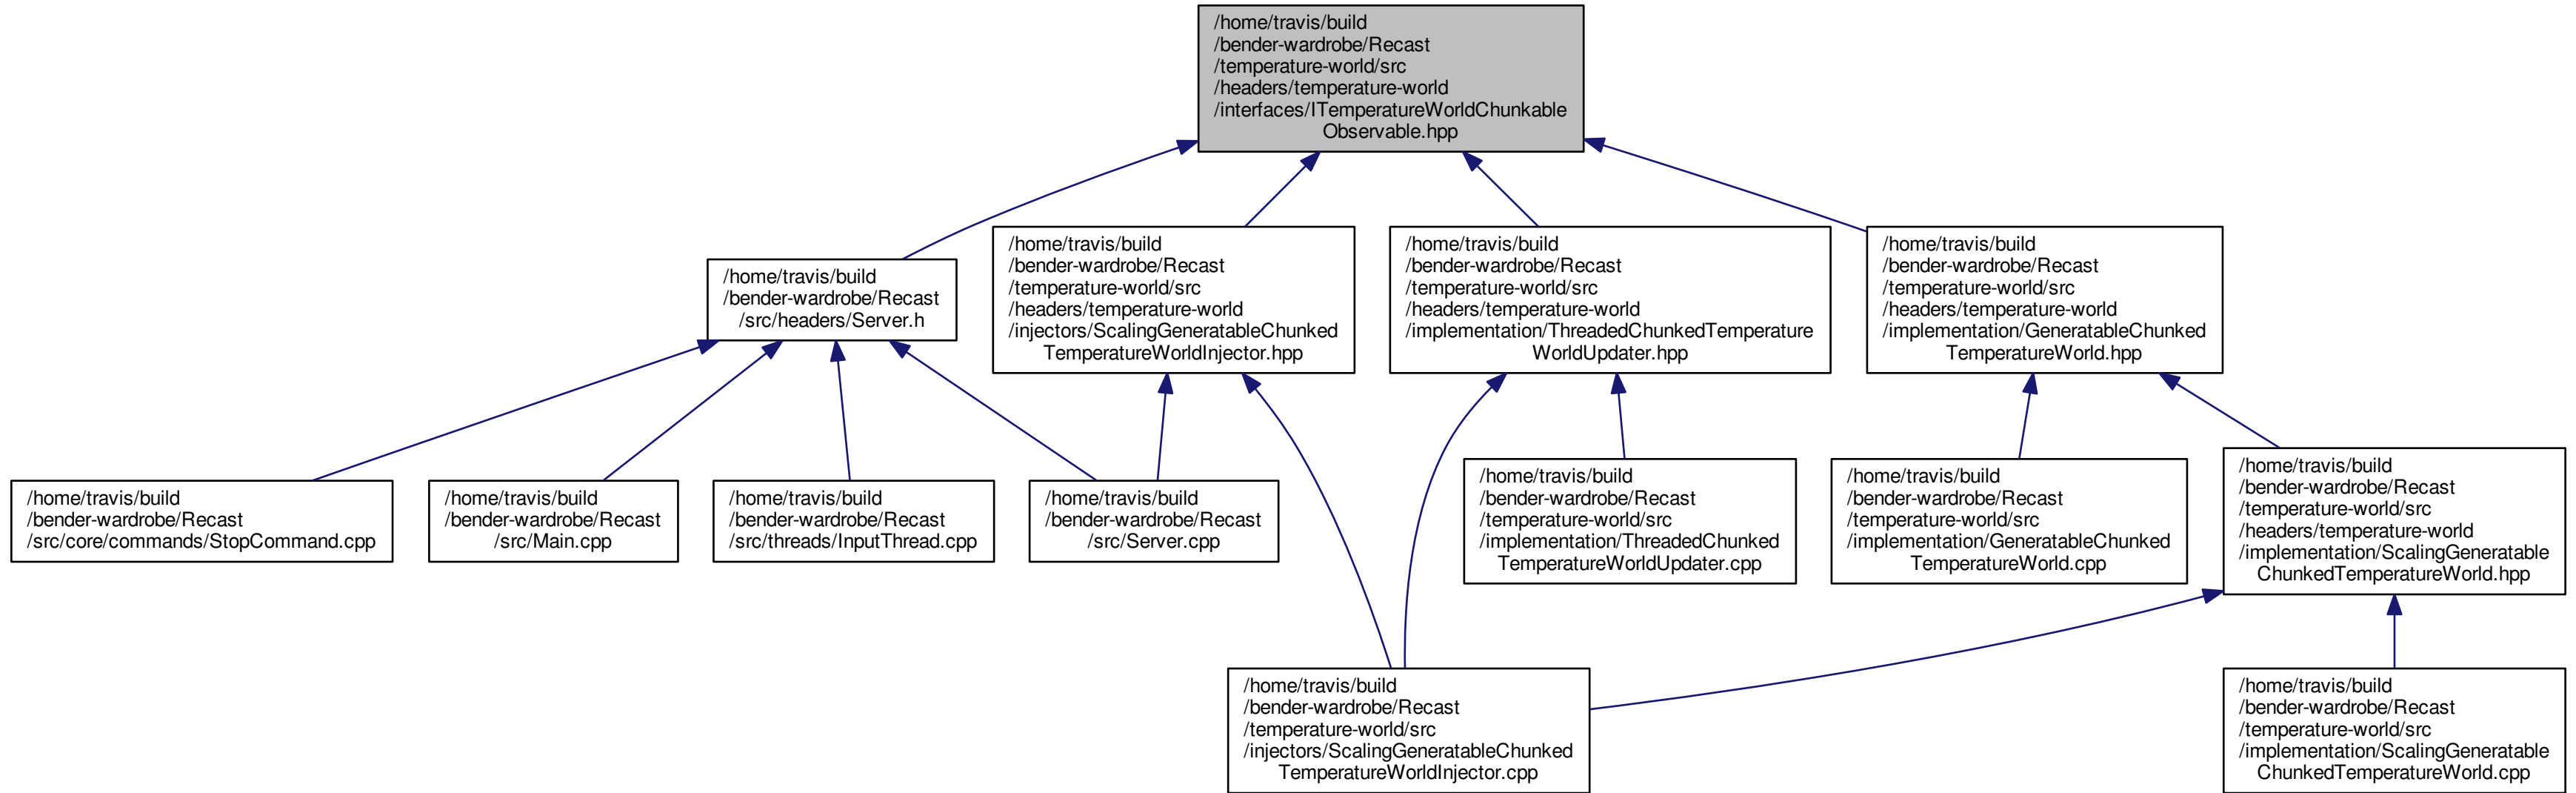 /home/travis/build
/bender-wardrobe/Recast
/temperature-world/src
/headers/temperature-world
/interfaces/ITemperatureWorldChunkable
Observable.hpp
/home/travis/build
/bender-wardrobe/Recast
/src/headers/Server.h
/home/travis/build
/bender-wardrobe/Recast
/temperature-world/src
/headers/temperature-world
/injectors/ScalingGeneratableChunked
TemperatureWorldInjector.hpp
/home/travis/build
/bender-wardrobe/Recast
/temperature-world/src
/headers/temperature-world
/implementation/ThreadedChunkedTemperature
WorldUpdater.hpp
/home/travis/build
/bender-wardrobe/Recast
/temperature-world/src
/headers/temperature-world
/implementation/GeneratableChunked
TemperatureWorld.hpp
/home/travis/build
/bender-wardrobe/Recast
/src/core/commands/StopCommand.cpp
/home/travis/build
/bender-wardrobe/Recast
/src/Main.cpp
/home/travis/build
/bender-wardrobe/Recast
/src/threads/InputThread.cpp
/home/travis/build
/bender-wardrobe/Recast
/src/Server.cpp
/home/travis/build
/bender-wardrobe/Recast
/temperature-world/src
/implementation/ThreadedChunked
TemperatureWorldUpdater.cpp
/home/travis/build
/bender-wardrobe/Recast
/temperature-world/src
/implementation/GeneratableChunked
TemperatureWorld.cpp
/home/travis/build
/bender-wardrobe/Recast
/temperature-world/src
/headers/temperature-world
/implementation/ScalingGeneratable
ChunkedTemperatureWorld.hpp
/home/travis/build
/bender-wardrobe/Recast
/temperature-world/src
/injectors/ScalingGeneratableChunked
TemperatureWorldInjector.cpp
/home/travis/build
/bender-wardrobe/Recast
/temperature-world/src
/implementation/ScalingGeneratable
ChunkedTemperatureWorld.cpp